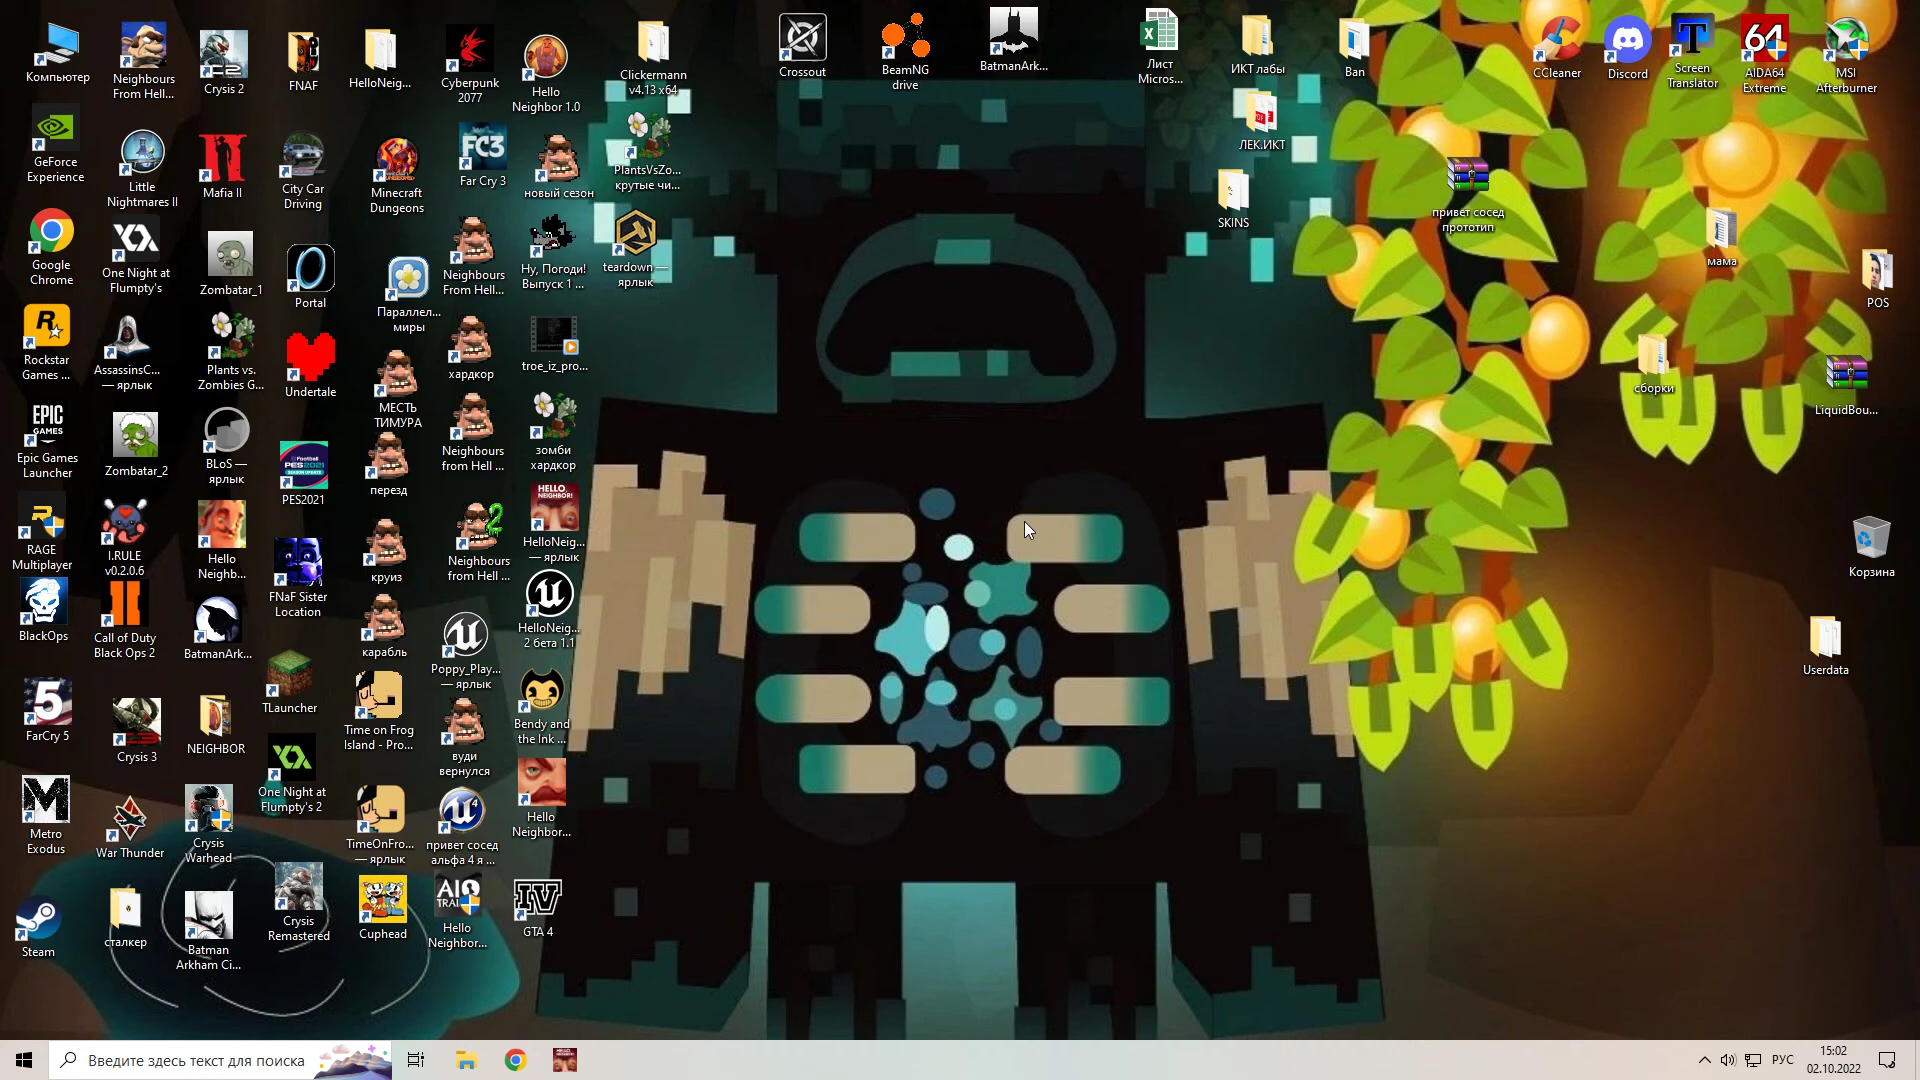 Компьютер
Neighbours
From Hell...
Crysis 2
FNAF
HelloNeig...
Cyberpunk
2077
Hello
Neighbor 1.0
Clickermann
v4.13 x64
Crossout
BeamNG
drive
BatmanArk...
Лист
Micros...
ИКТ лабы
Ban
CCleaner
Discord
Screen
Translator
64
AIDA64
Extreme
MSI
Afterburner
GeForce
Experience
Little
Nightmares II
Mafia II
City Car
Driving
Minecraft
Dungeons
FC3
Far Cry 3
новый сезон
PlantsVsZo...
крутые чи...
ЛЕК.ИКТ
SKINS
привет сосед
прототип
мама
POS
Google
Chrome
One Night at
Flumpty's
Zombatar_1
Portal
Параллел...
миры
Neighbours
From Hell...
Ну, Погоди!
Выпуск 1 ...
teardown —
ярлык
Rockstar
Games ...
AssassinsC...
— ярлык
Plants vs.
Zombies G...
Undertale
МЕСТЬ
ТИМУРА
хардкор
troe_iz_pro...
сборки
LiquidBou...
EPIC
GAMES
Epic Games
Launcher
Zombatar_2
BLoS —
ярлык
PES2021
PES2021
перезд
Neighbours
from Hell ...
зомби
хардкор
RAGE
Multiplayer
I.RULE
v0.2.0.6
Hello
Neighb...
FNaF Sister
Location
круиз
Neighbours
from Hell ...
HELLO
NEIGHBOR!
HelloNeig...
— ярлык
Корзина
BlackOps
Call of Duty
Black Ops 2
BatmanArk...
TLauncher
карабль
Poppy_Play...
— ярлык
HelloNeig...
2 бета 1.1
Userdata
5
FarCry 5
Crysis 3
NEIGHBOR
One Night at
Flumpty's 2
Time on Frog
Island - Pro...
вуди
вернулся
Bendy and
the Ink ...
Metro
Exodus
War Thunder
Crysis
Warhead
TimeOnFro...
— ярлык
привет сосед
альфа 4 я ...
Hello
Neighbor...
Steam
сталкер
Batman
Arkham Ci...
Crysis
Remastered
Cuphead
Hello
Neighbor...
IV
GTA 4
Введите здесь текст для поиска
РУС
15:02
02.10.2022